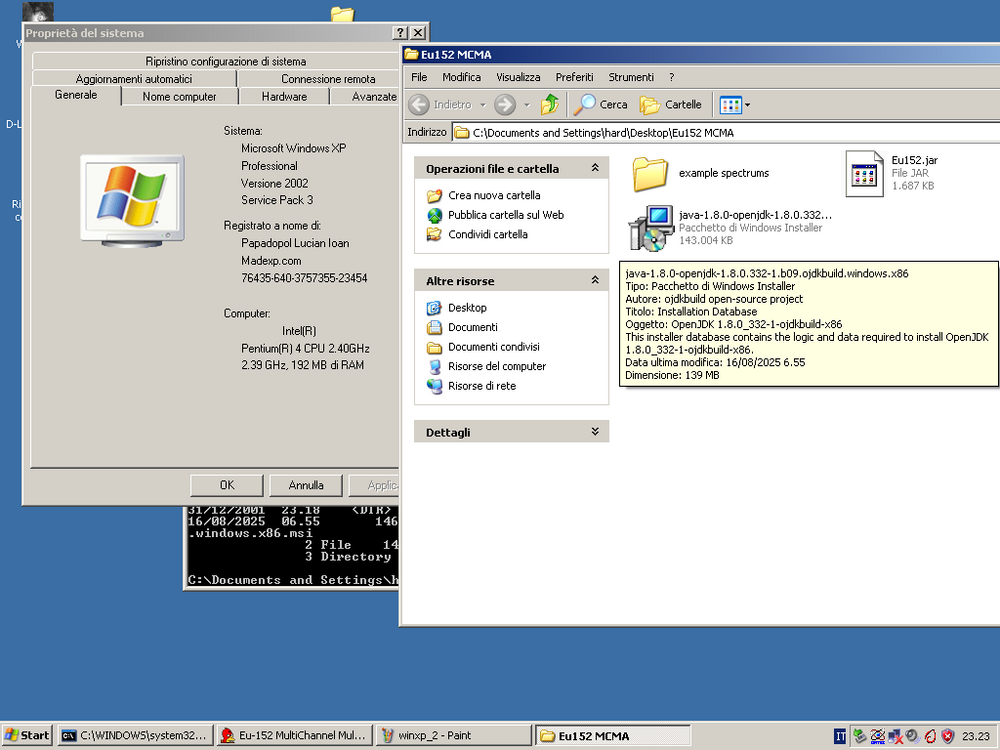 Proprietà del sistema
Ripristino configurazione di sistema
Aggiornamenti automatici
Connessione remota
Generale
Nome computer
Hardware
Avanzate
Sistema:
Microsoft Windows XP
Professional
Versione 2002
Service Pack 3
Registrato a nome di:
Papadopol Lucian Ioan
Madexp.com
76435-640-3757355-23454
Computer:
Intel(R)
Pentium(R) 4 CPU 2.40GHz
2.39 GHz, 192 MB di RAM
OK
Annulla
Applic
31/12/2001 23.18 <DIR>
16/08/2025 06.55 146
.windows.x86.msi
2 File 14
3 Directory
C:\Documents and Settings\h
Eu152 MCMA
File Modifica Visualizza Preferiti Strumenti ?
Indietro
Cerca
Cartelle
Indirizzo
C:\Documents and Settings\hard\Desktop\Eu152 MCMA
Operazioni file e cartella
Crea nuova cartella
Pubblica cartella sul Web
Condividi cartella
Altre risorse
Desktop
Documenti
Documenti condivisi
Risorse del computer
Risorse di rete
Dettagli
example spectrums
Eu152.jar
File JAR
1.687 KB
java-1.8.0-openjdk-1.8.0.332...
Pacchetto di Windows Installer
143.004 KB
java-1.8.0-openjdk-1.8.0.332-1.b09.ojdkbuild.windows.x86
Tipo: Pacchetto di Windows Installer
Autore: ojdkbuild open-source project
Titolo: Installation Database
Oggetto: OpenJDK 1.8.0_332-1-ojdkbuild-x86
This installer database contains the logic and data required to install OpenJDK
1.8.0_332-1-ojdkbuild-x86.
Data ultima modifica: 16/08/2025 6.55
Dimensione: 139 MB
D-L
Ri
Start
C:\WINDOWS\system32...
Eu-152 MultiChannel Mul...
winxp_2 - Paint
Eu152 MCMA
IT
23.23